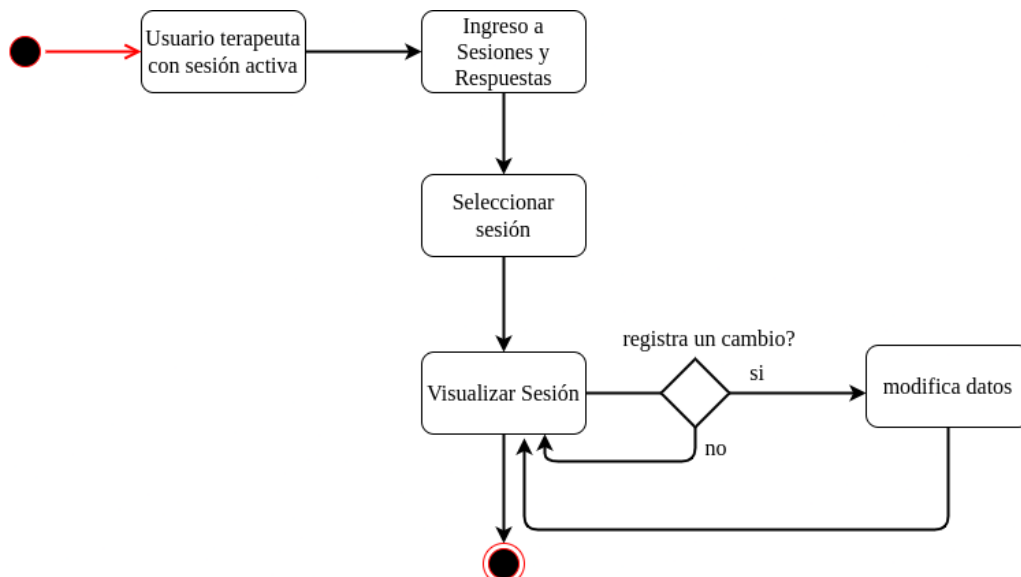 Usuario terapeuta
con sesión activa
Ingreso a
Sesiones y
Respuestas
Seleccionar
sesión
registra un cambio?
Visualizar Sesión
si
modifica datos
no